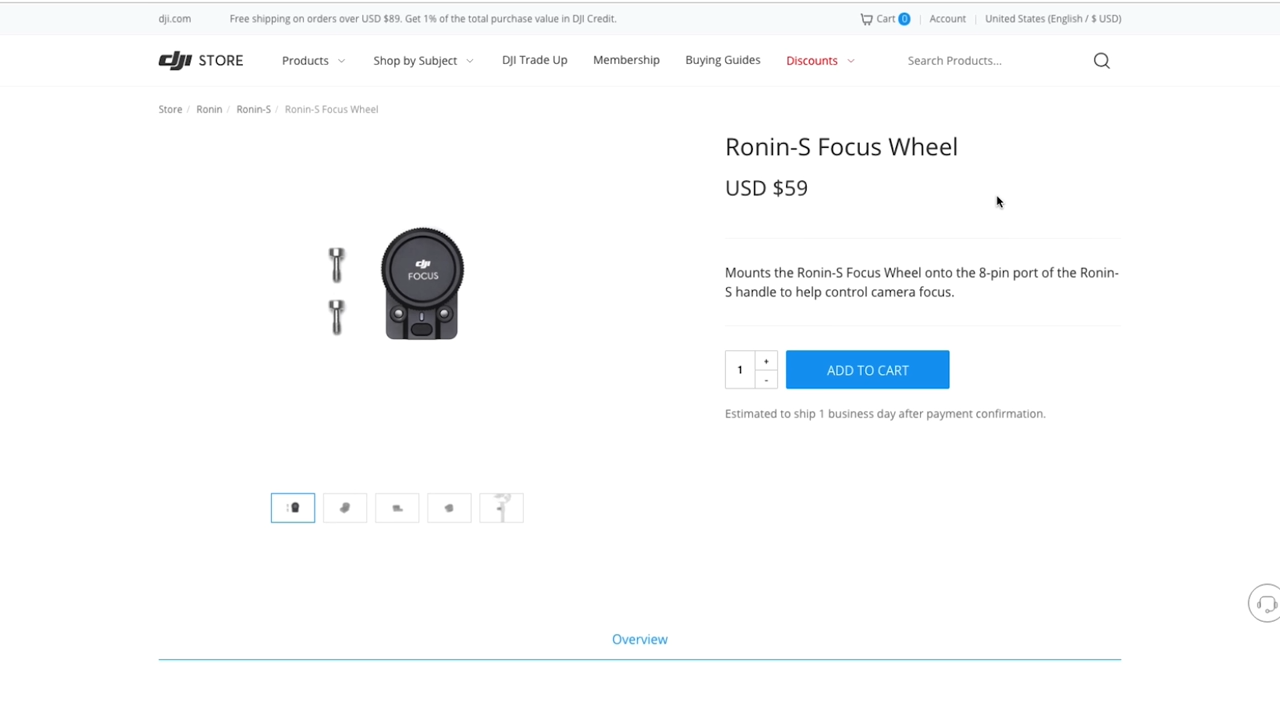 dji.com
Free shipping on orders over USD $89. Get 1% of the total purchase value in DJI Credit.
Cart 0
Account
United States (English / $ USD)
dji STORE
Products
Shop by Subject
DJI Trade Up
Membership
Buying Guides
Discounts
Search Products...
Store / Ronin / Ronin-S / Ronin-S Focus Wheel
Ronin-S Focus Wheel
USD $59
dji
FOCUS
Mounts the Ronin-S Focus Wheel onto the 8-pin port of the Ronin-
S handle to help control camera focus.
1
+
-
ADD TO CART
Estimated to ship 1 business day after payment confirmation.
Overview